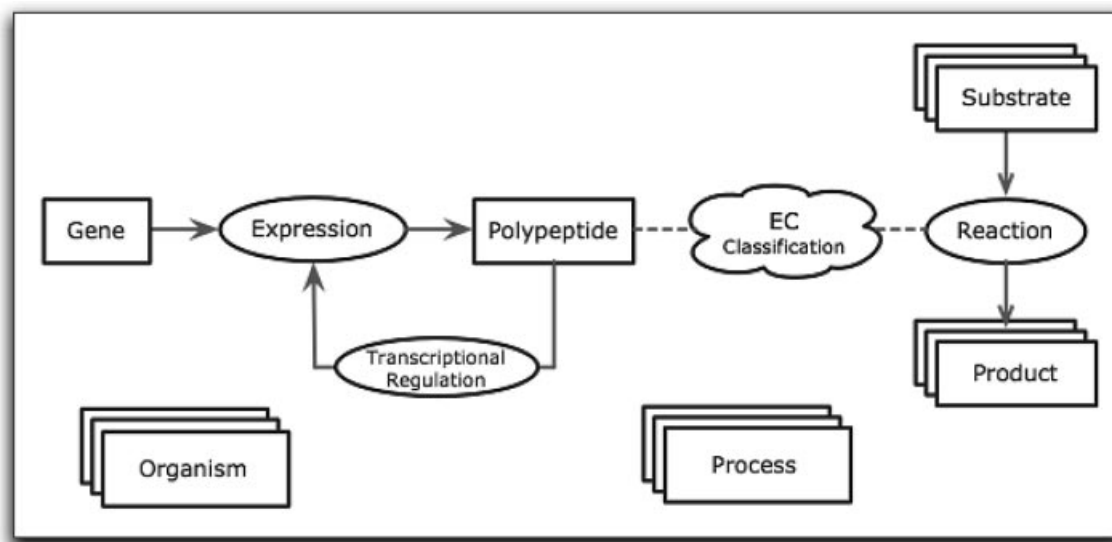 Substrate
Gene
Expression
Polypeptide
EC
Classification
Reaction
Transcriptional
Regulation
Product
Organism
Process